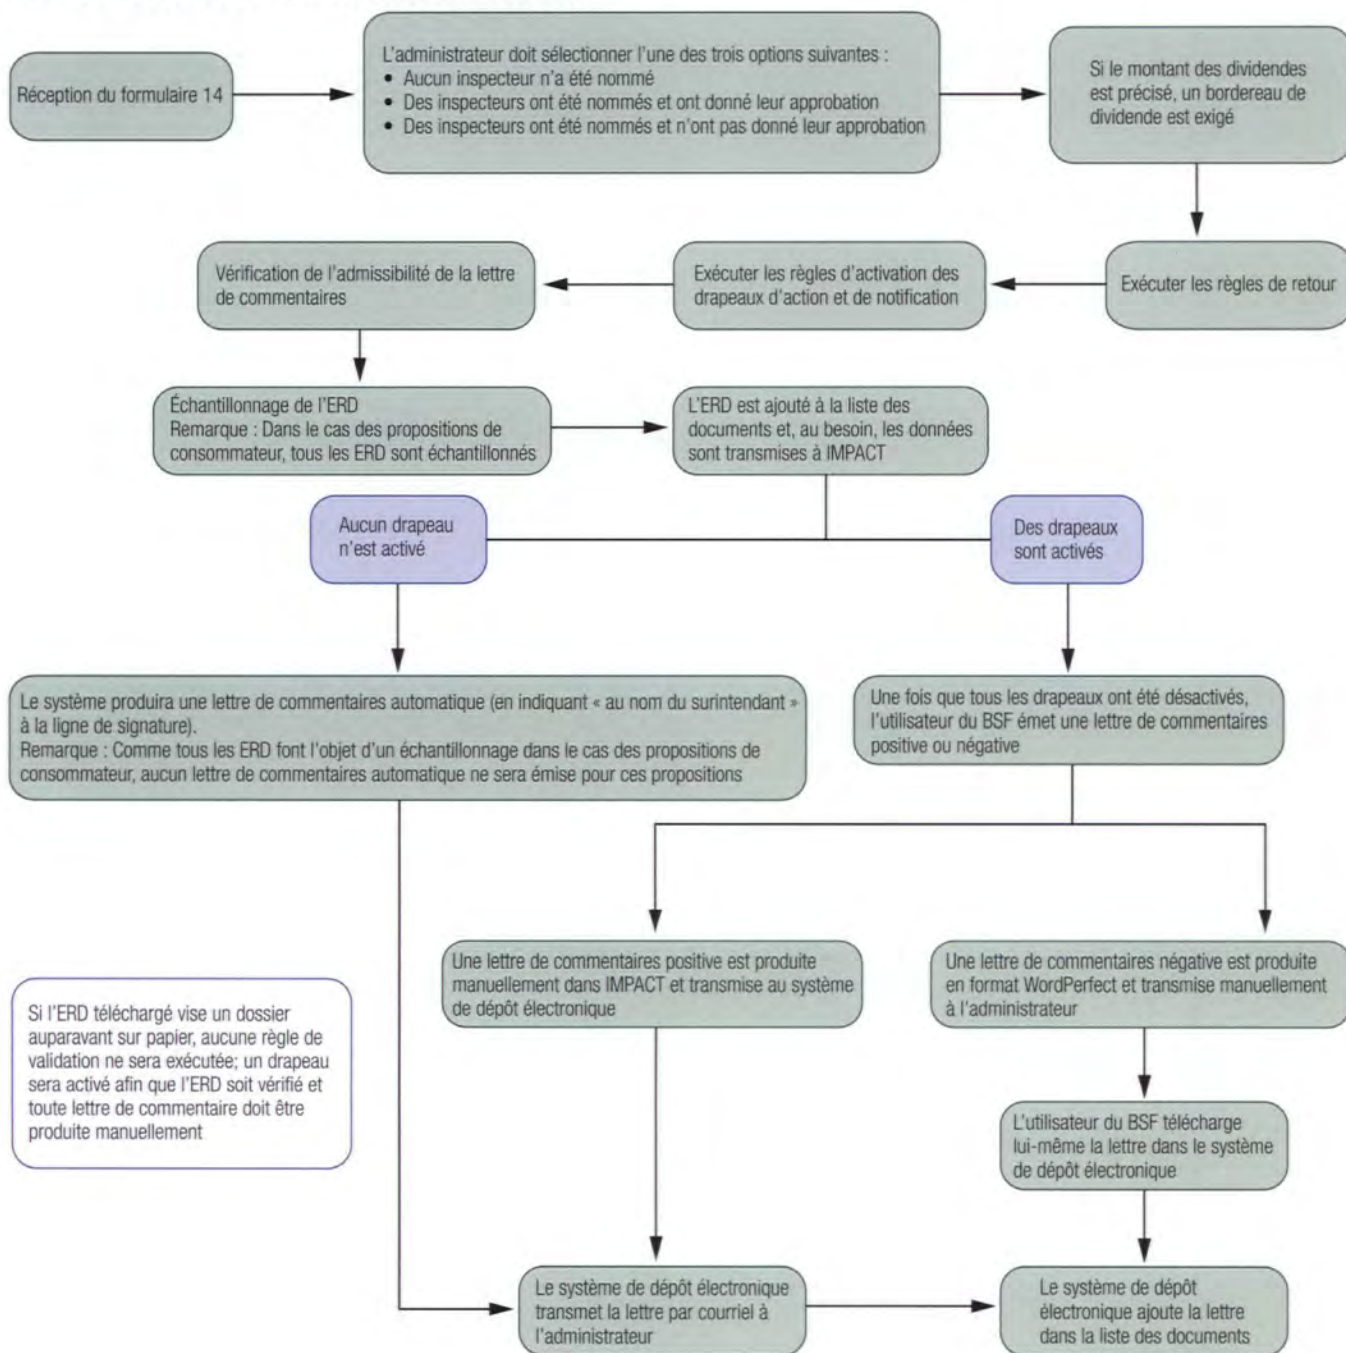 Réception du formulaire 14
L'administrateur doit sélectionner l'une des trois options suivantes :
• Aucun inspecteur n'a été nommé
• Des inspecteurs ont été nommés et ont donné leur approbation
• Des inspecteurs ont été nommés et n'ont pas donné leur approbation
Si le montant des dividendes
est précisé, un bordereau de
dividende est exigé
Exécuter les règles de retour
Exécuter les règles d'activation des
drapeaux d'action et de notification
Vérification de l'admissibilité de la lettre
de commentaires
Échantillonnage de l'ERD
Remarque : Dans le cas des propositions de
consommateur, tous les ERD sont échantillonnés
L'ERD est ajouté à la liste des
documents et, au besoin, les données
sont transmises à IMPACT
Aucun drapeau
n'est activé
Des drapeaux
sont activés
Le système produira une lettre de commentaires automatique (en indiquant « au nom du surintendant »
à la ligne de signature).
Remarque : Comme tous les ERD font l'objet d'un échantillonnage dans le cas des propositions de
consommateur, aucun lettre de commentaires automatique ne sera émise pour ces propositions
Une fois que tous les drapeaux ont été désactivés,
l'utilisateur du BSF émet une lettre de commentaires
positive ou négative
Une lettre de commentaires positive est produite
manuellement dans IMPACT et transmise au système
de dépôt électronique
Une lettre de commentaires négative est produite
en format WordPerfect et transmise manuellement
à l'administrateur
Si l'ERD téléchargé vise un dossier
auparavant sur papier, aucune règle de
validation ne sera exécutée; un drapeau
sera activé afin que l'ERD soit vérifié et
toute lettre de commentaire doit être
produite manuellement
L'utilisateur du BSF télécharge
lui-même la lettre dans le système
de dépôt électronique
Le système de dépôt électronique
transmet la lettre par courriel à
l'administrateur
Le système de dépôt
électronique ajoute la lettre
dans la liste des documents